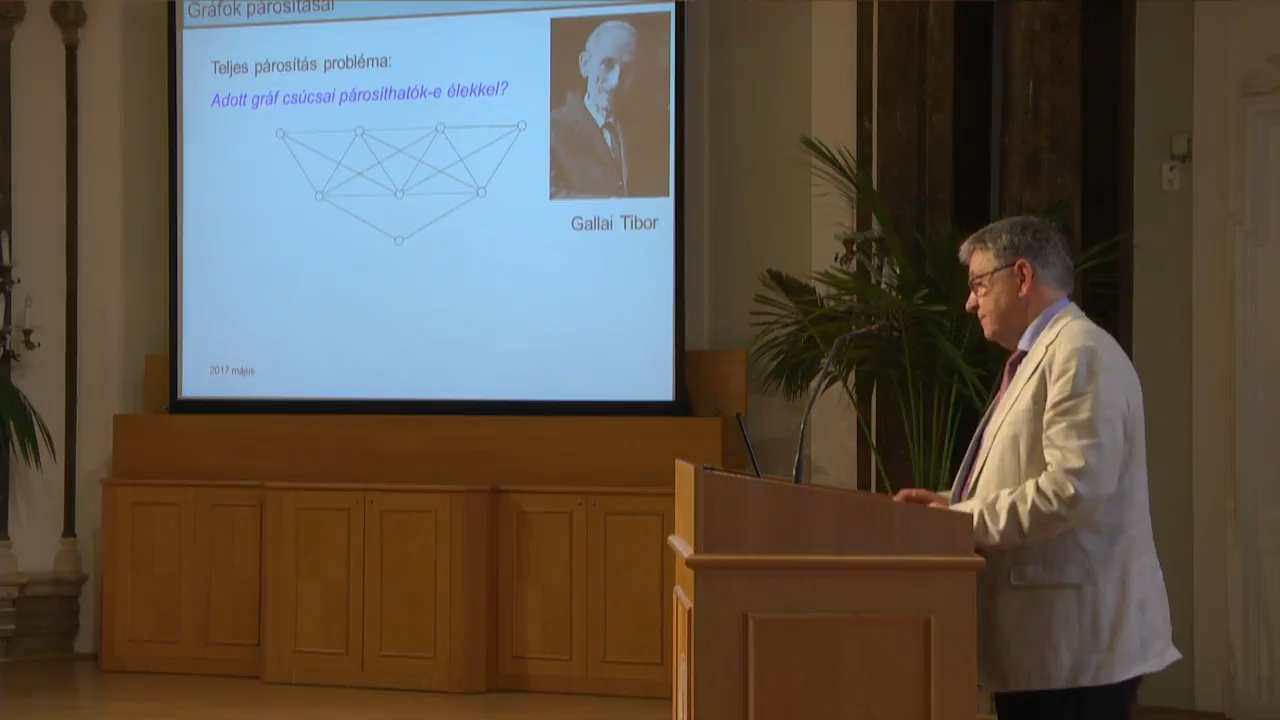 Gráfok párosításai
Teljes párosítás probléma:
Adott gráf csúcsai párosíthatók-e élekkel?
Gallai Tibor
2017 május